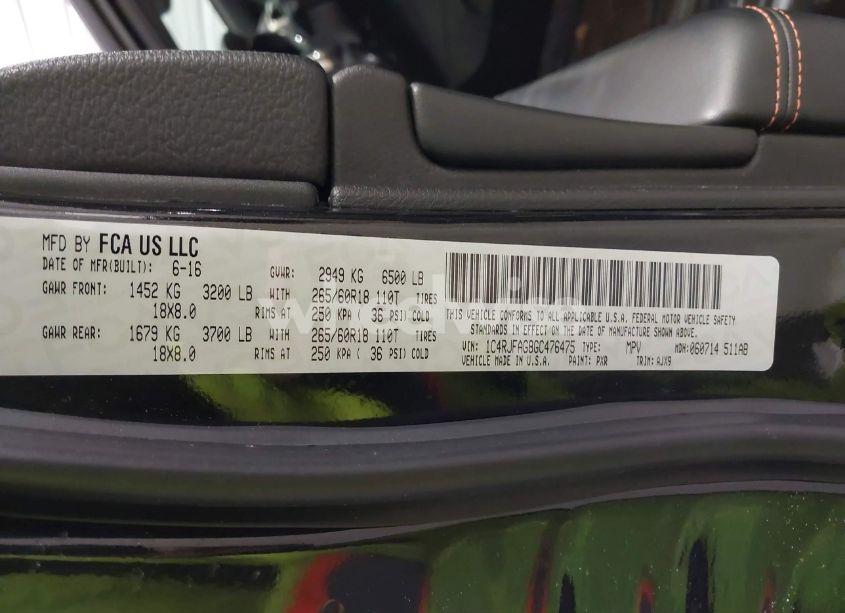 MFD BY FCA US LLC
DATE OF MFR(BUILT): 6-16 GVWR: 2949 KG 6500 LB
GAWR FRONT: 1452 KG 3200 LB WITH 265/60R18 110T TIRES
18X8.0 RIMS AT 250 KPA ( 36 PSI) COLD
GAWR REAR: 1679 KG 3700 LB WITH 265/60R18 110T TIRES
18X8.0 RIMS AT 250 KPA ( 36 PSI) COLD
THIS VEHICLE CONFORMS TO ALL APPLICABLE U.S.A. FEDERAL MOTOR VEHICLE SAFETY
STANDARDS IN EFFECT ON THE DATE OF MANUFACTURE SHOWN ABOVE.
VIN: 1C4RJFAG8GC476475 TYPE: MPV MDH: 060714 511AB
VEHICLE MADE IN U.S.A. PAINT: PXR TRIM: AJX9